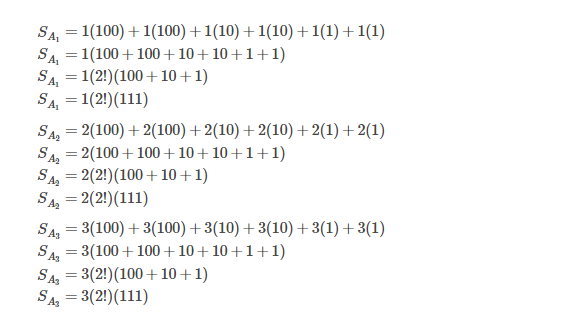 S_{A_1} = 1(100) + 1(100) + 1(10) + 1(10) + 1(1) + 1(1)
S_{A_1} = 1(100 + 100 + 10 + 10 + 1 + 1)
S_{A_1} = 1(2!)(100 + 10 + 1)
S_{A_1} = 1(2!)(111)
S_{A_2} = 2(100) + 2(100) + 2(10) + 2(10) + 2(1) + 2(1)
S_{A_2} = 2(100 + 100 + 10 + 10 + 1 + 1)
S_{A_2} = 2(2!)(100 + 10 + 1)
S_{A_2} = 2(2!)(111)
S_{A_3} = 3(100) + 3(100) + 3(10) + 3(10) + 3(1) + 3(1)
S_{A_3} = 3(100 + 100 + 10 + 10 + 1 + 1)
S_{A_3} = 3(2!)(100 + 10 + 1)
S_{A_3} = 3(2!)(111)